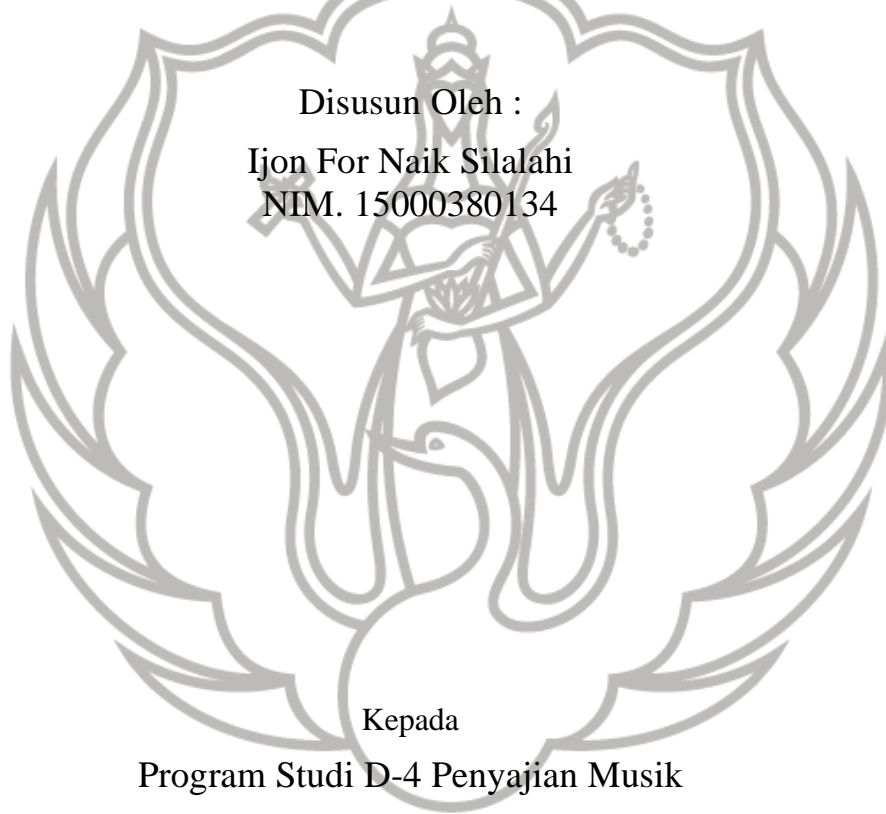 Disusun Oleh :
Ijon For Naik Silalahi
NIM. 15000380134
Kepada
Program Studi D-4 Penyajian Musik